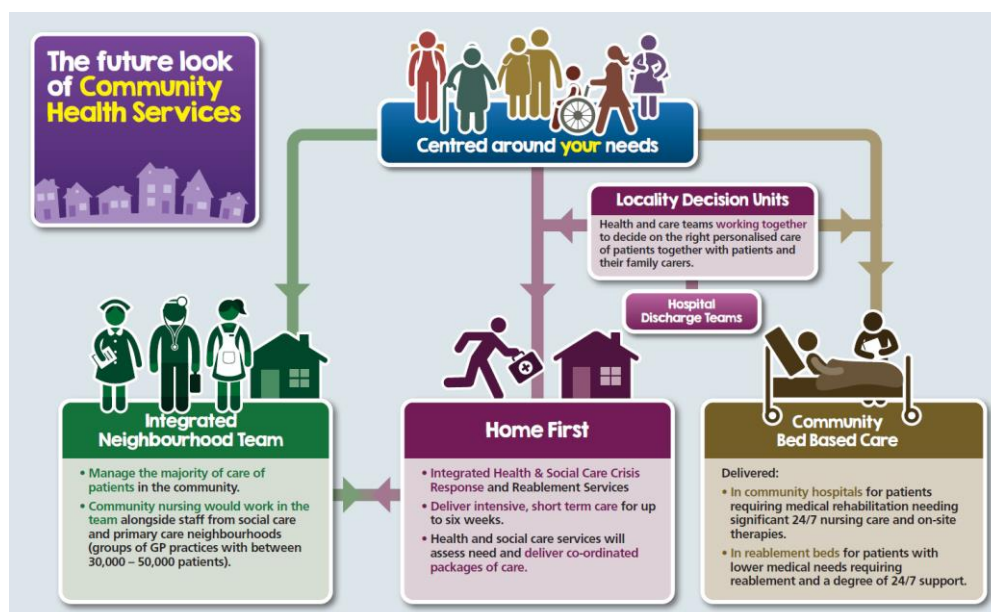 The future look
of Community
Health Services
Centred around your needs
Locality Decision Units
Health and care teams working together
to decide on the right personalised care
of patients together with patients and
their family carers.
Hospital
Discharge Teams
Integrated
Neighbourhood Team
• Manage the majority of care of
patients in the community.
• Community nursing would work in the
team alongside staff from social care
and primary care neighbourhoods
(groups of GP practices with between
30,000 – 50,000 patients).
Home First
• Integrated Health & Social Care Crisis
Response and Reablement Services
• Deliver intensive, short term care for up
to six weeks.
• Health and social care services will
assess need and deliver co-ordinated
packages of care.
Community
Bed Based Care
Delivered:
• In community hospitals for patients
requiring medical rehabilitation needing
significant 24/7 nursing care and on-site
therapies.
• In reablement beds for patients with
lower medical needs requiring
reablement and a degree of 24/7 support.